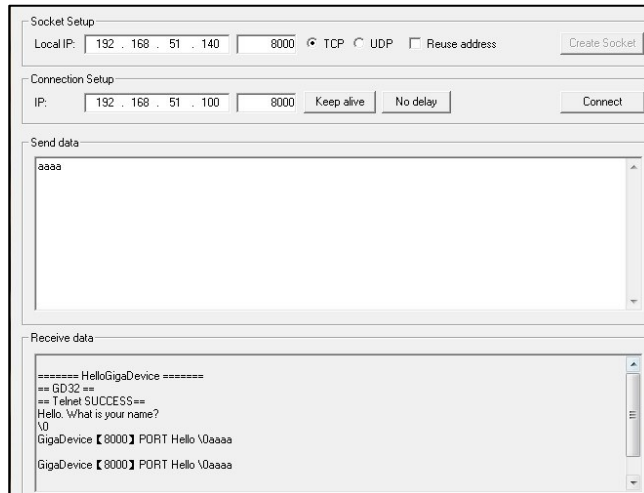 Socket Setup
Local IP: 192 . 168 . 51 . 140 8000 TCP UDP Reuse address Create Socket
Connection Setup
IP: 192 . 168 . 51 . 100 8000 Keep alive No delay Connect
Send data
aaaa
Receive data
======= HelloGigaDevice =======
== GD32 ==
== Telnet SUCCESS==
Hello. What is your name?
\0
GigaDevice【8000】PORT Hello \0aaaa
GigaDevice【8000】PORT Hello \0aaaa